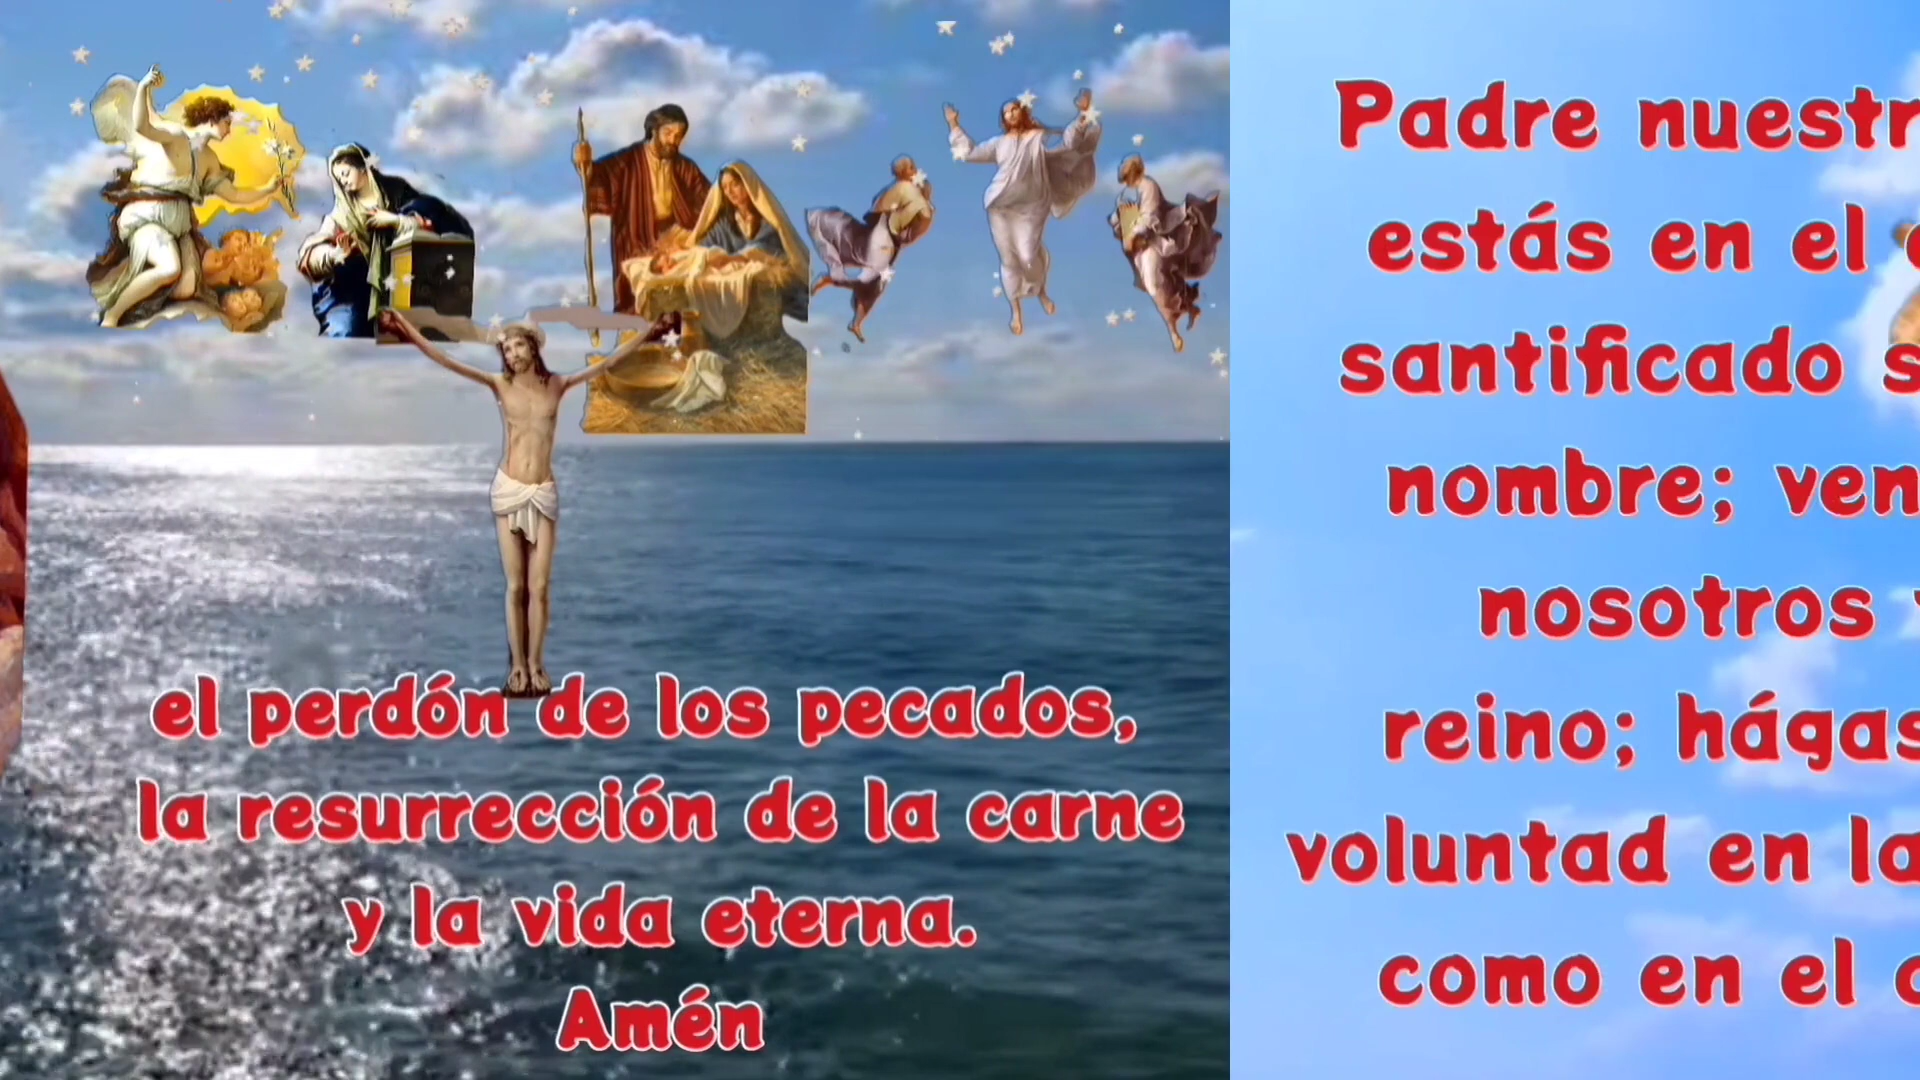 el perdón de los pecados,
la resurrección de la carne
y la vida eterna.
Amén
Padre nuestr
estás en el
santificado s
nombre; ven
nosotros
reino; hágas
voluntad en la
como en el